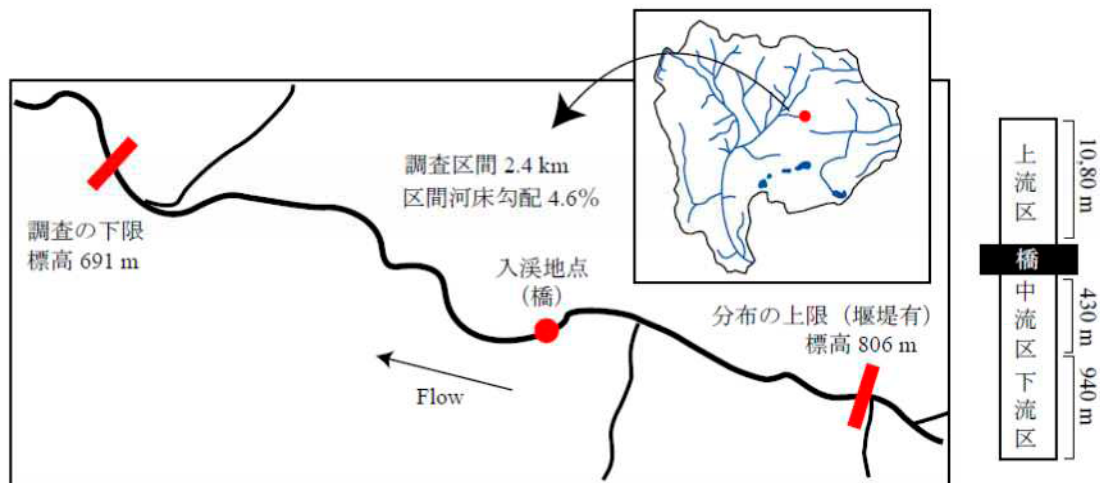 調査区間 2.4 km
区間河床勾配 4.6%
調査の下限
標高 691 m
入渓地点
(橋)
分布の上限(堰堤有)
標高 806 m
Flow
上流区
橋
中流区
下流区
10,80 m
430 m
940 m